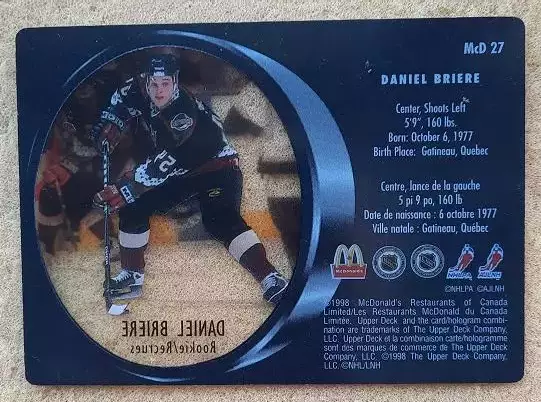 McD 27
DANIEL BRIERE
Center, Shoots Left
5'9", 160 lbs.
Born: October 6, 1977
Birth Place: Gatineau, Quebec
Centre, lance de la gauche
5 pi 9 po, 160 lb
Date de naissance : 6 octobre 1977
Ville natale : Gatineau, Québec
McDonald's
NHLPA AJLNH
©NHLPA ©AJLNH
©1998 McDonald's Restaurants of Canada
Limited/Les Restaurants McDonald du Canada
Limitée. Upper Deck and the card/hologram combi-
nation are trademarks of The Upper Deck Company,
LLC. Upper Deck et la combinaison carte/hologramme
sont des marques de commerce de The Upper Deck
Company, LLC. ©1998 The Upper Deck Company,
LLC. ©NHL/LNH
DANIEL BRIERE
Rookie/Recrues